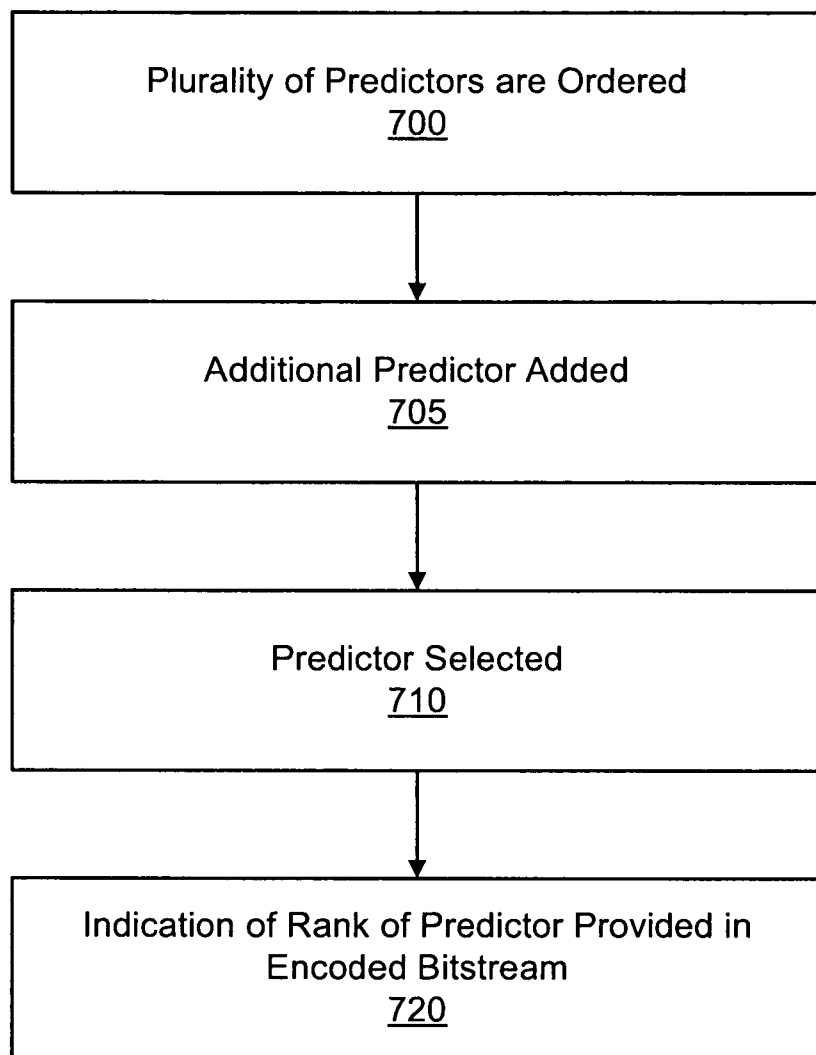 Plurality of Predictors are Ordered
700
Additional Predictor Added
705
Predictor Selected
710
Indication of Rank of Predictor Provided in
Encoded Bitstream
720